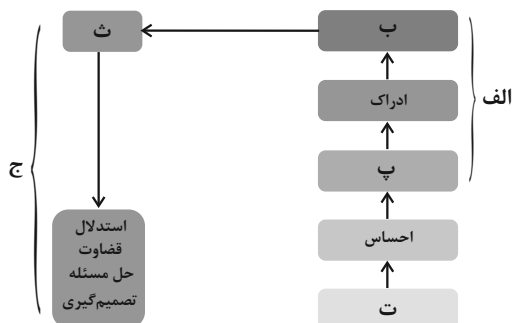 ث
ب
ادراک
الف
پ
ج
احساس
استدلال
قضاوت
حل مسئله
تصمیم‌گیری
ت